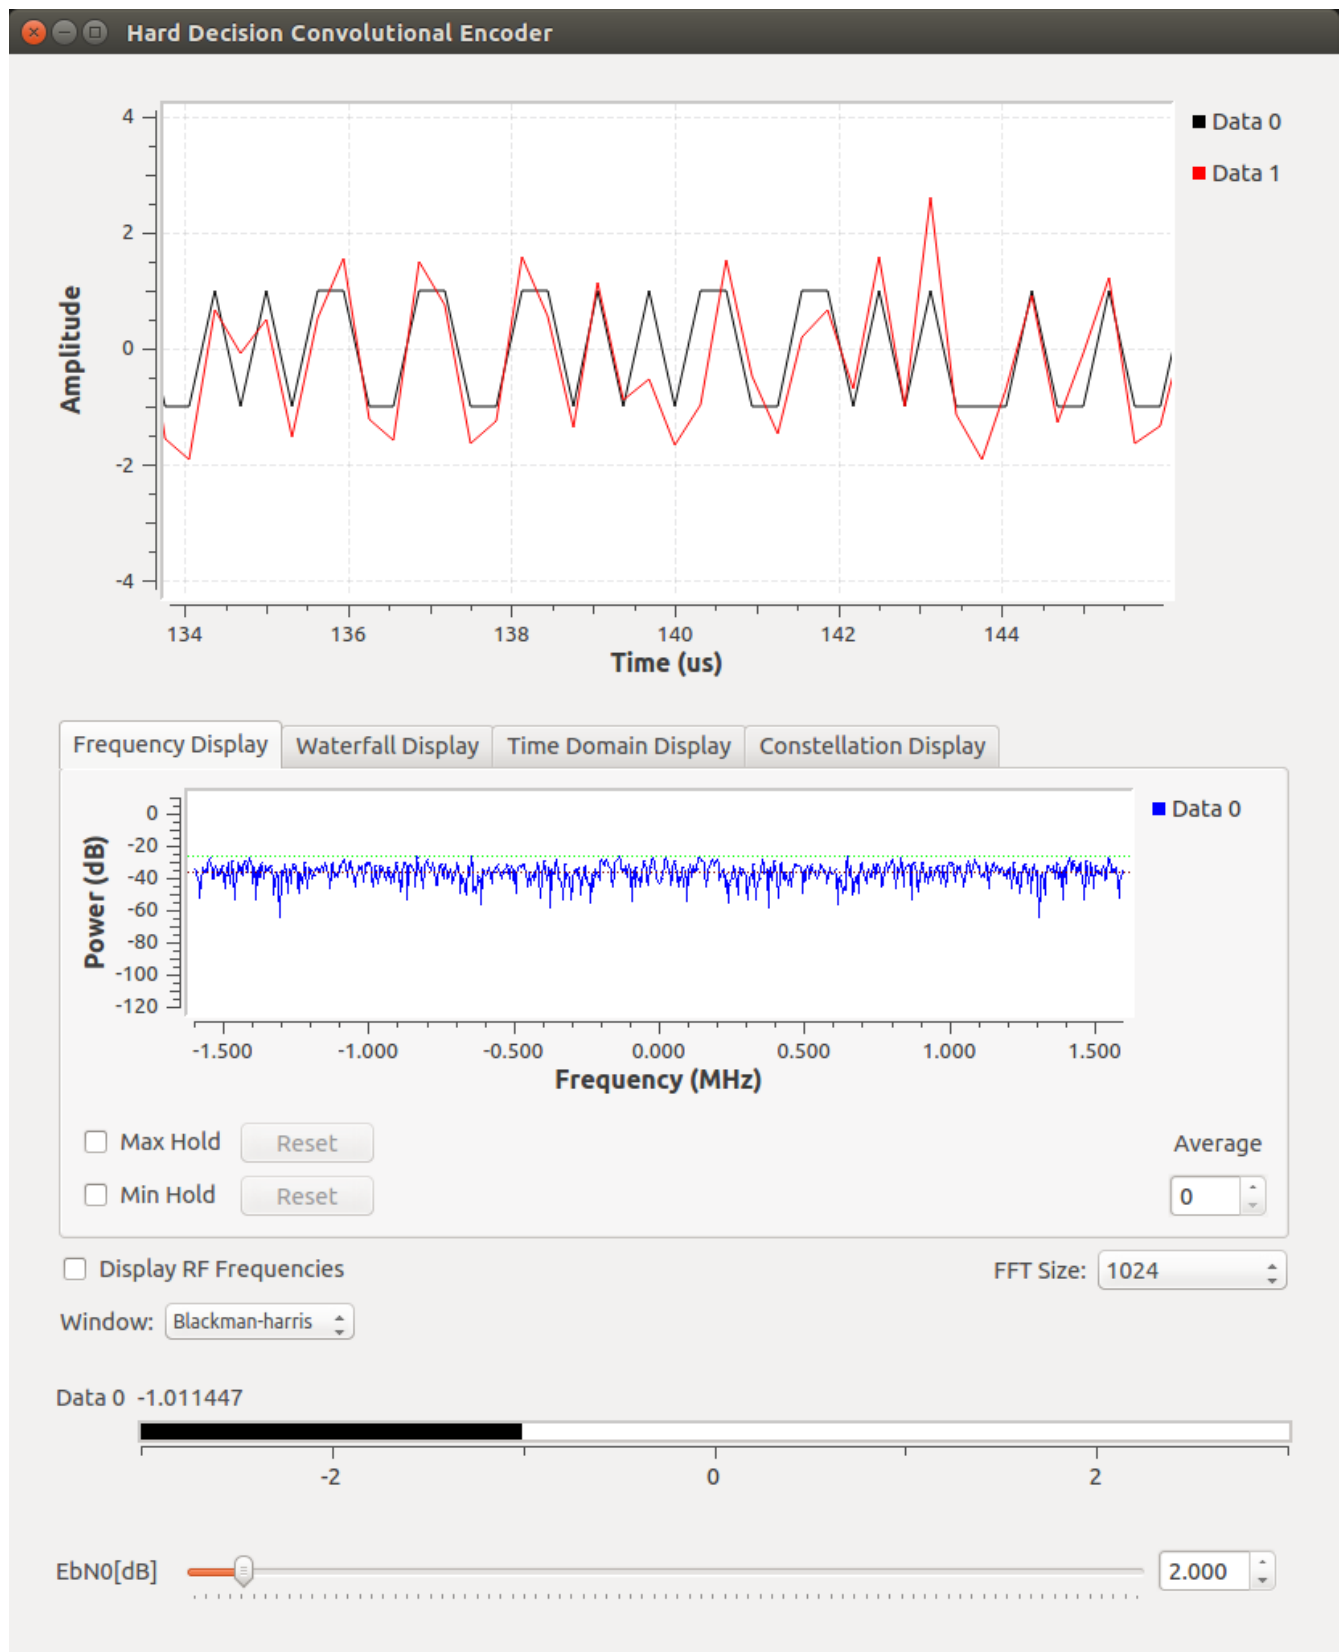 Hard Decision Convolutional Encoder
4
2
0
-2
-4
Amplitude
134 136 138 140 142 144
Time (us)
Data 0
Data 1
Frequency Display Waterfall Display Time Domain Display Constellation Display
0
-20
-40
-60
-80
-100
-120
Power (dB)
-1.500 -1.000 -0.500 0.000 0.500 1.000 1.500
Frequency (MHz)
Data 0
Max Hold Reset
Average
Min Hold Reset
0
Display RF Frequencies
FFT Size: 1024
Window: Blackman-harris
Data 0 -1.011447
-2 0 2
EbN0[dB] 2.000